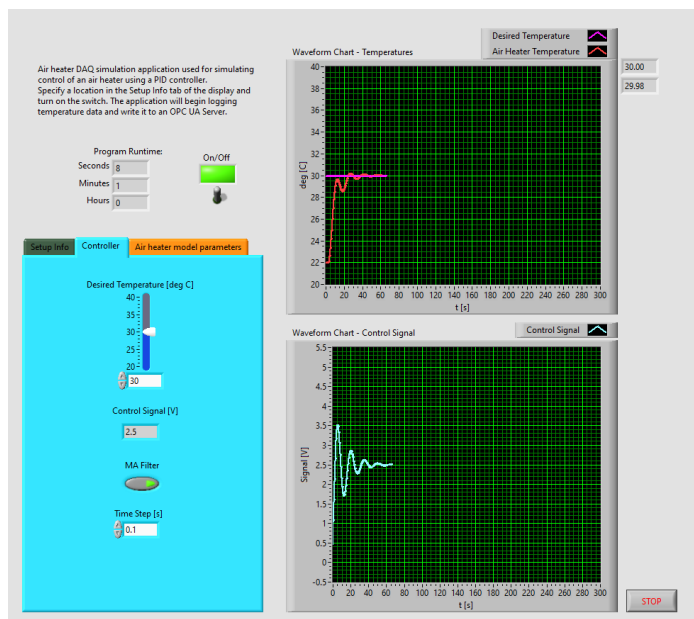 Air heater DAQ simulation application used for simulating
control of an air heater using a PID controller.
Specify a location in the Setup Info tab of the display and
turn on the switch. The application will begin logging
temperature data and write it to an OPC UA Server.
Program Runtime:
Seconds 8
Minutes 1
Hours 0
On/Off
Setup Info Controller Air heater model parameters
Desired Temperature [deg C]
40
35
30
25
20
30
Control Signal [V]
2.5
MA Filter
Time Step [s]
0.1
Desired Temperature
Waveform Chart - Temperatures Air Heater Temperature
30.00
29.98
40
38
36
34
32
30
28
26
24
22
20
deg [C]
0 20 40 60 80 100 120 140 160 180 200 220 240 260 280 300
t [s]
Waveform Chart - Control Signal Control Signal
5.5
5
4.5
4
3.5
3
2.5
2
1.5
1
0.5
0
-0.5
Signal [V]
0 20 40 60 80 100 120 140 160 180 200 220 240 260 280 300
t [s]
STOP